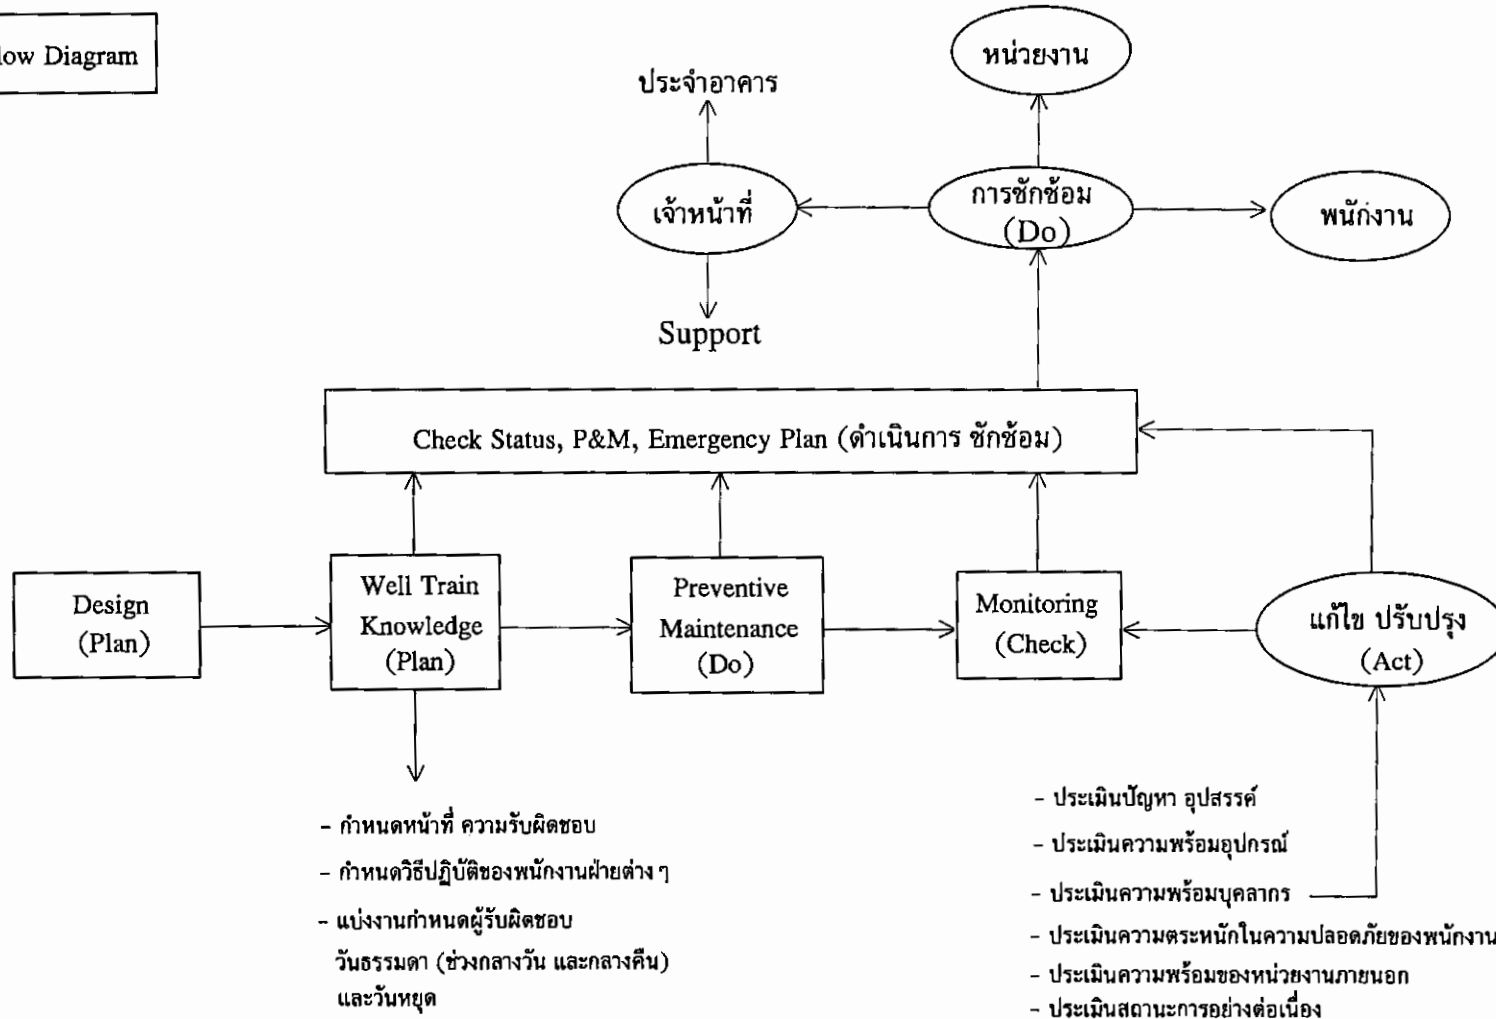 low Diagram
หน่วยงาน
ประจำอาคาร
เจ้าหน้าที่
การซักซ้อม
(Do)
พนักงาน
Support
Check Status, P&M, Emergency Plan (ดำเนินการ ซักซ้อม)
Design
(Plan)
Well Train
Knowledge
(Plan)
Preventive
Maintenance
(Do)
Monitoring
(Check)
แก้ไข ปรับปรุง
(Act)
- กำหนดหน้าที่ ความรับผิดชอบ
- กำหนดวิธีปฏิบัติของพนักงานฝ่ายต่าง ๆ
- แบ่งงานกำหนดผู้รับผิดชอบ
วันธรรมดา (ช่วงกลางวัน และกลางคืน)
และวันหยุด
- ประเมินปัญหา อุปสรรค์
- ประเมินความพร้อมอุปกรณ์
- ประเมินความพร้อมบุคลากร
- ประเมินความตระหนักในความปลอดภัยของพนักงาน
- ประเมินความพร้อมของหน่วยงานภายนอก
- ประเมินสถานะการอย่างต่อเนื่อง